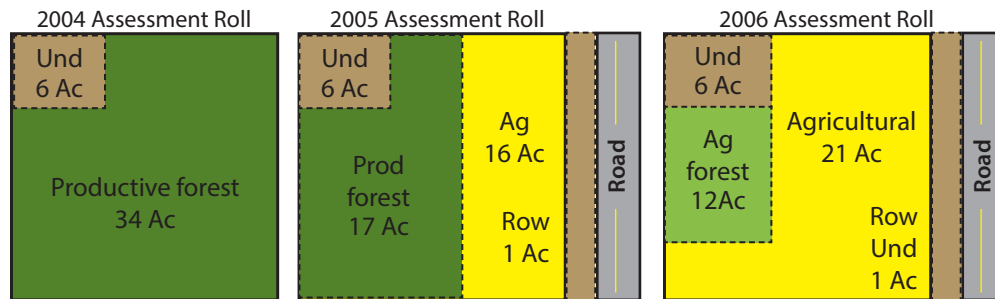 2004 Assessment Roll
Und
6 Ac
Productive forest
34 Ac
2005 Assessment Roll
Und
6 Ac
Prod
forest
17 Ac
Ag
16 Ac
Row
1 Ac
Road
2006 Assessment Roll
Und
6 Ac
Ag
forest
12Ac
Agricultural
21 Ac
Row
Und
1 Ac
Road